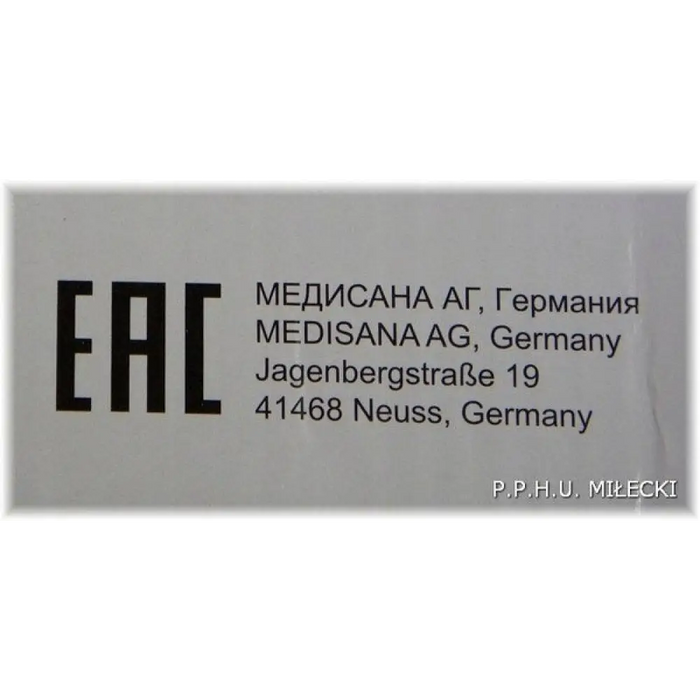 EAC
МЕДИСАНА АГ, Германия
MEDISANA AG, Germany
Jagenbergstraße 19
41468 Neuss, Germany
P.P.H.U. MIŁECKI